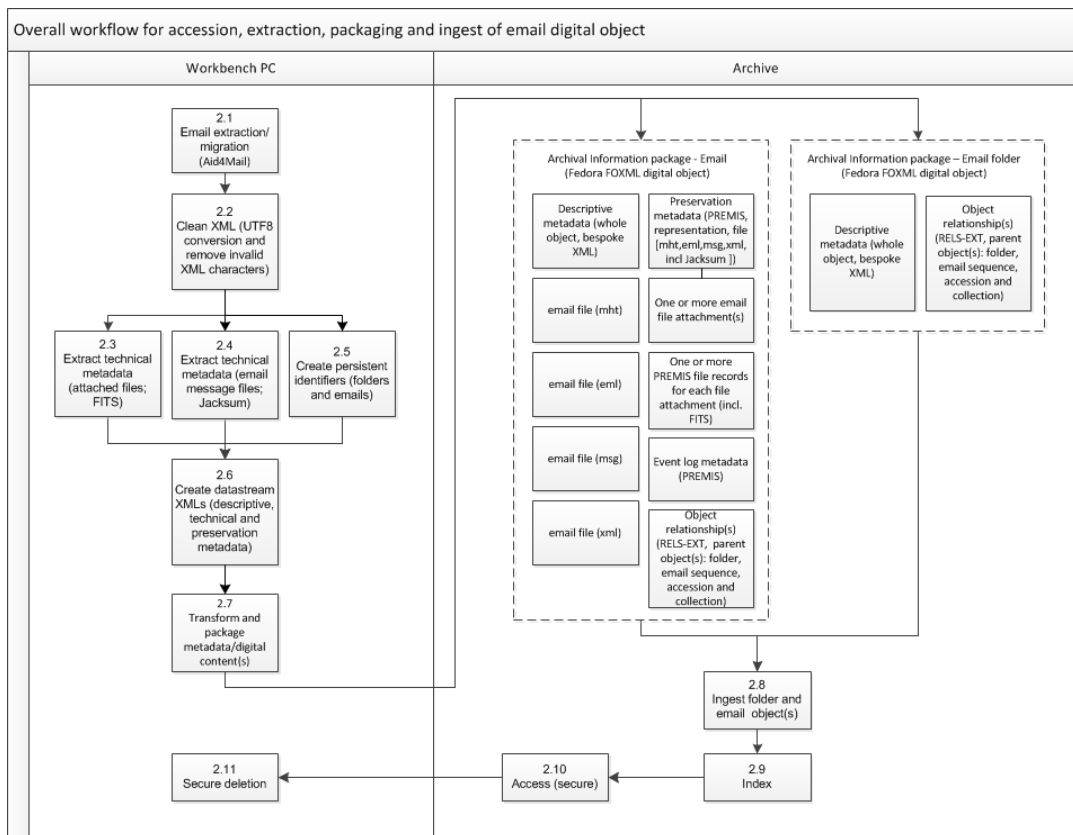 Overall workflow for accession, extraction, packaging and ingest of email digital object
Workbench PC
Archive
2.1
Email extraction/
migration
(Aid4Mail)
2.2
Clean XML (UTF8
conversion and
remove invalid
XML characters)
2.3
Extract technical
metadata
(attached files;
FITS)
2.4
Extract technical
metadata (email
message files;
Jacksum)
2.5
Create persistent
identifiers (folders
and emails)
2.6
Create datastream
XMLs (descriptive,
technical and
preservation
metadata)
2.7
Transform and
package
metadata/digital
content(s)
Archival Information package - Email
(Fedora FOXML digital object)
Descriptive
metadata (whole
object, bespoke
XML)
Preservation
metadata (PREMIS,
representation, file
[mht,eml,msg,xml,
incl Jacksum ])
email file (mht)
One or more email
file attachment(s)
email file (eml)
One or more
PREMIS file records
for each file
attachment (incl.
FITS)
email file (msg)
Event log metadata
(PREMIS)
email file (xml)
Object
relationship(s)
(RELS-EXT, parent
object(s): folder,
email sequence,
accession and
collection)
Archival Information package – Email folder
(Fedora FOXML digital object)
Descriptive
metadata (whole
object, bespoke
XML)
Object
relationship(s)
(RELS-EXT, parent
object(s): folder,
email sequence,
accession and
collection)
2.8
Ingest folder and
email object(s)
2.9
Index
2.10
Access (secure)
2.11
Secure deletion